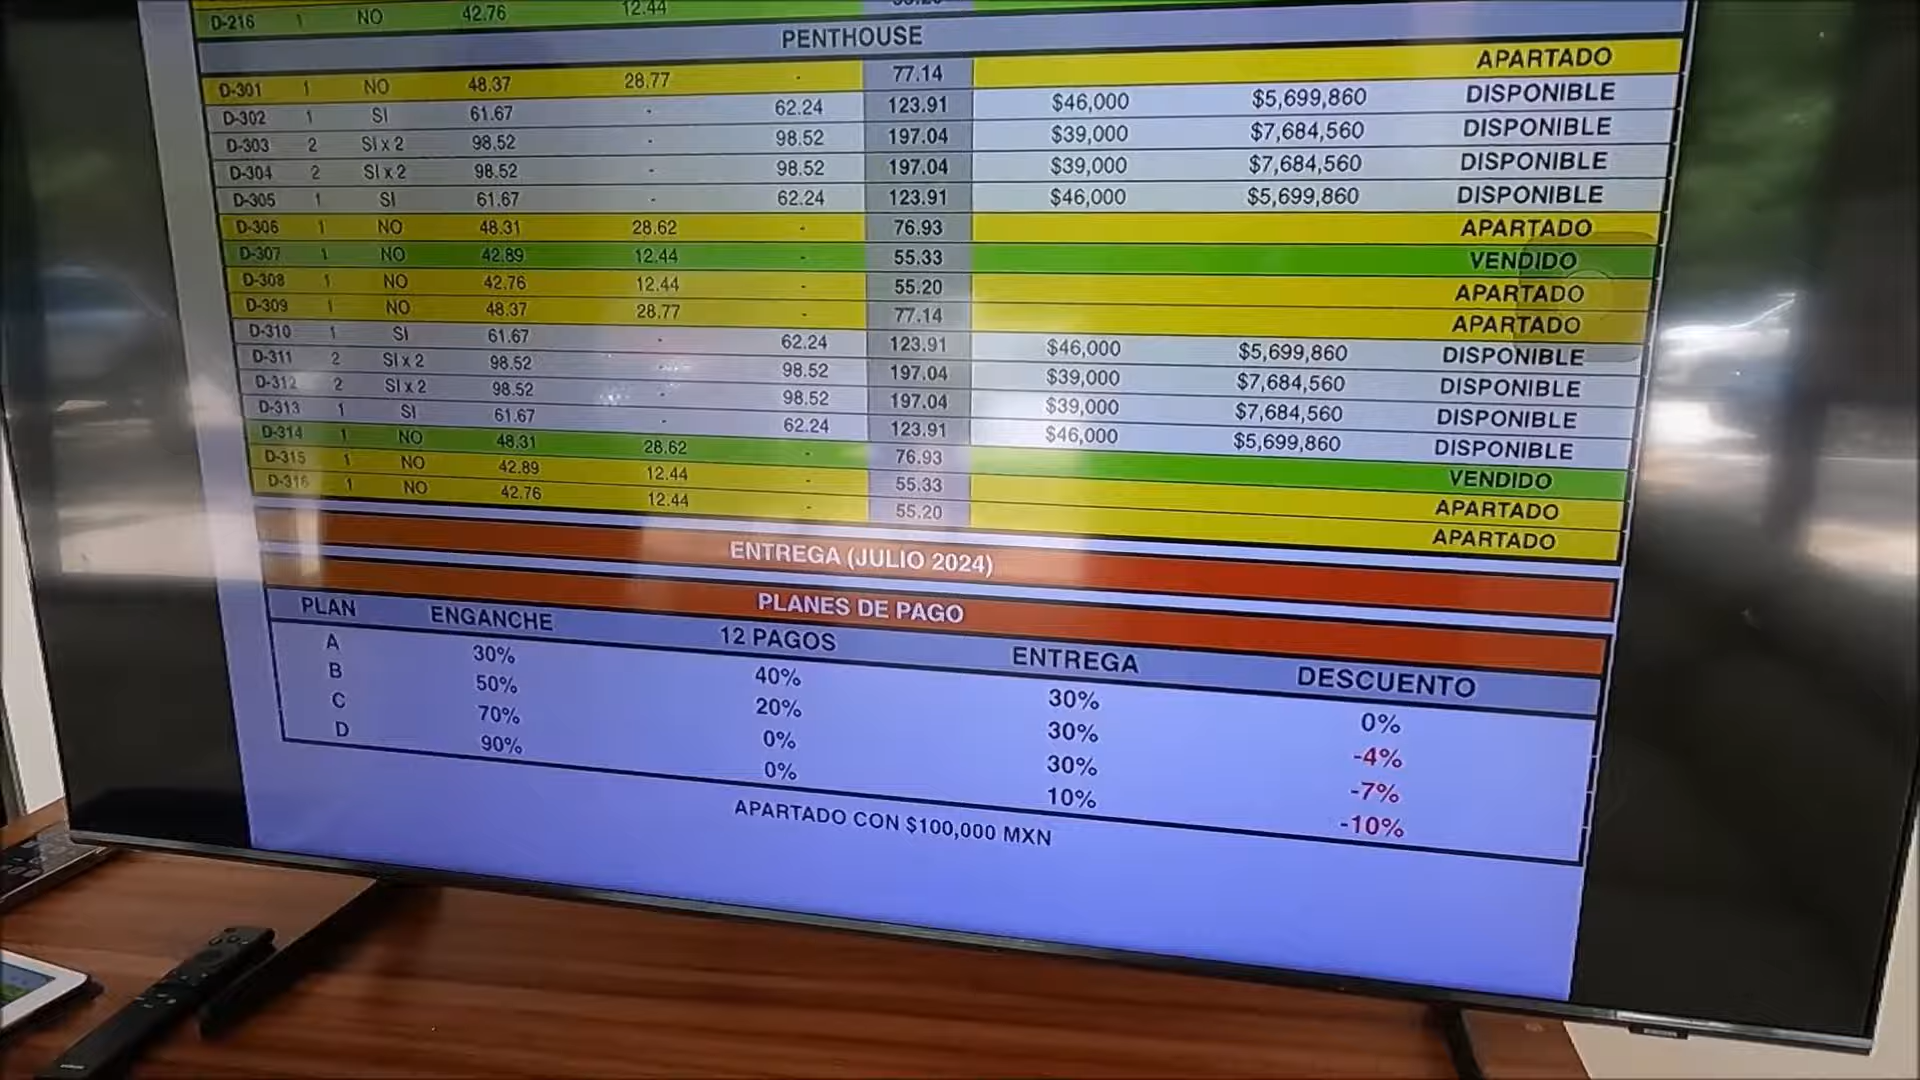 D-216 1 NO 42.76 12.44 55.20
PENTHOUSE
D-301 1 NO 48.37 28.77 - 77.14 APARTADO
D-302 1 SI 61.67 - 62.24 123.91 $46,000 $5,699,860 DISPONIBLE
D-303 2 SI x 2 98.52 - 98.52 197.04 $39,000 $7,684,560 DISPONIBLE
D-304 2 SI x 2 98.52 - 98.52 197.04 $39,000 $7,684,560 DISPONIBLE
D-305 1 SI 61.67 - 62.24 123.91 $46,000 $5,699,860 DISPONIBLE
D-306 1 NO 48.31 28.62 - 76.93 APARTADO
D-307 1 NO 42.89 12.44 - 55.33 VENDIDO
D-308 1 NO 42.76 12.44 - 55.20 APARTADO
D-309 1 NO 48.37 28.77 - 77.14 APARTADO
D-310 1 SI 61.67 - 62.24 123.91 $46,000 $5,699,860 DISPONIBLE
D-311 2 SI x 2 98.52 - 98.52 197.04 $39,000 $7,684,560 DISPONIBLE
D-312 2 SI x 2 98.52 - 98.52 197.04 $39,000 $7,684,560 DISPONIBLE
D-313 1 SI 61.67 - 62.24 123.91 $46,000 $5,699,860 DISPONIBLE
D-314 1 NO 48.31 28.62 - 76.93 VENDIDO
D-315 1 NO 42.89 12.44 - 55.33 APARTADO
D-316 1 NO 42.76 12.44 - 55.20 APARTADO
ENTREGA (JULIO 2024)
PLANES DE PAGO
PLAN ENGANCHE 12 PAGOS ENTREGA DESCUENTO
A 30% 40% 30% 0%
B 50% 20% 30% -4%
C 70% 0% 30% -7%
D 90% 0% 10% -10%
APARTADO CON $100,000 MXN